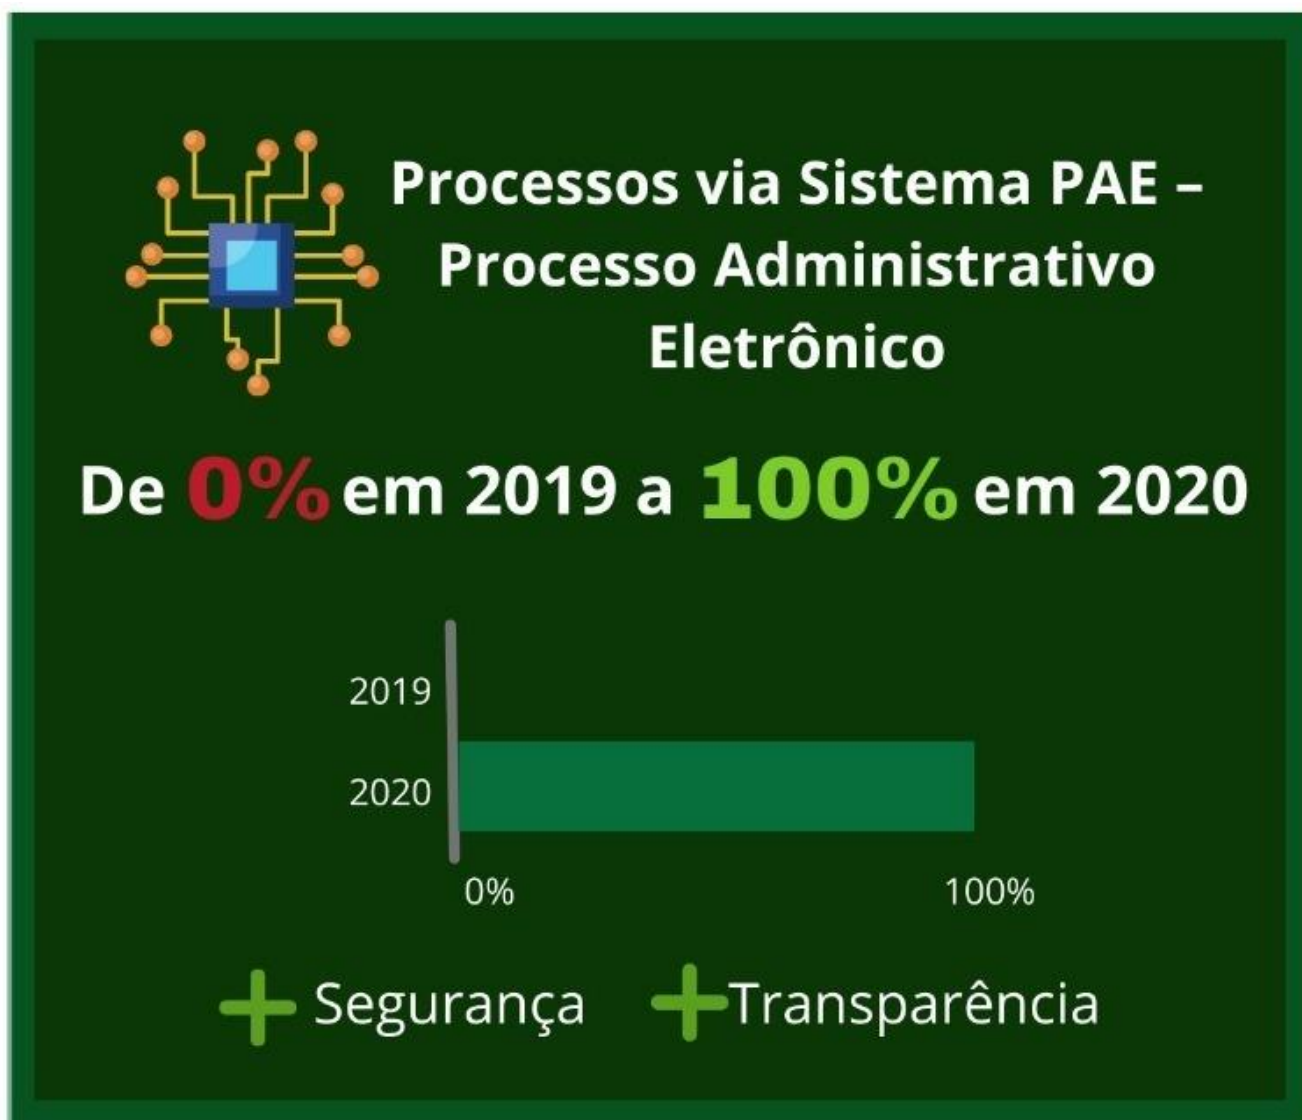 Processos via Sistema PAE –
Processo Administrativo
Eletrônico
De 0% em 2019 a 100% em 2020
2019
2020
0% 100%
+ Segurança + Transparência